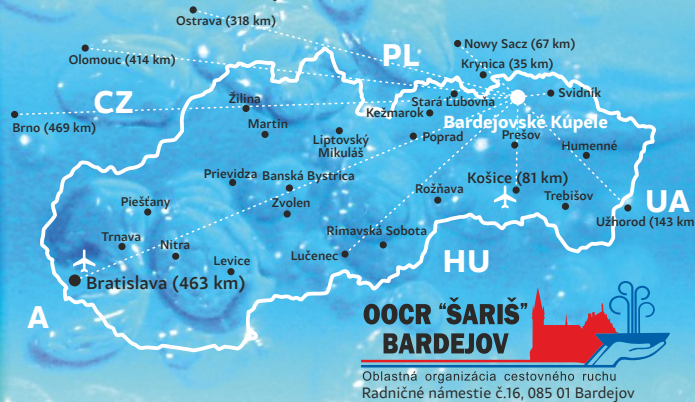 Ostrava (318 km)
Nowy Sacz (67 km)
PL
Olomouc (414 km)
Krynica (35 km)
CZ
Žilina
Stará Ľubovňa
Svidník
Kežmarok
Bardejovské Kúpele
Brno (469 km)
Martin
Liptovský
Mikuláš
Poprad
Prešov
Humenné
Prievidza
Banská Bystrica
Košice (81 km)
Piešťany
Zvolen
Rožňava
Trebišov
UA
Užhorod (143 km
Trnava
Nitra
Rimavská Sobota
Levice
Lučenec
HU
Bratislava (463 km)
A
OOCR “ŠARIŠ”
BARDEJOV
Oblastná organizácia cestovného ruchu
Radničné námestie č.16, 085 01 Bardejov